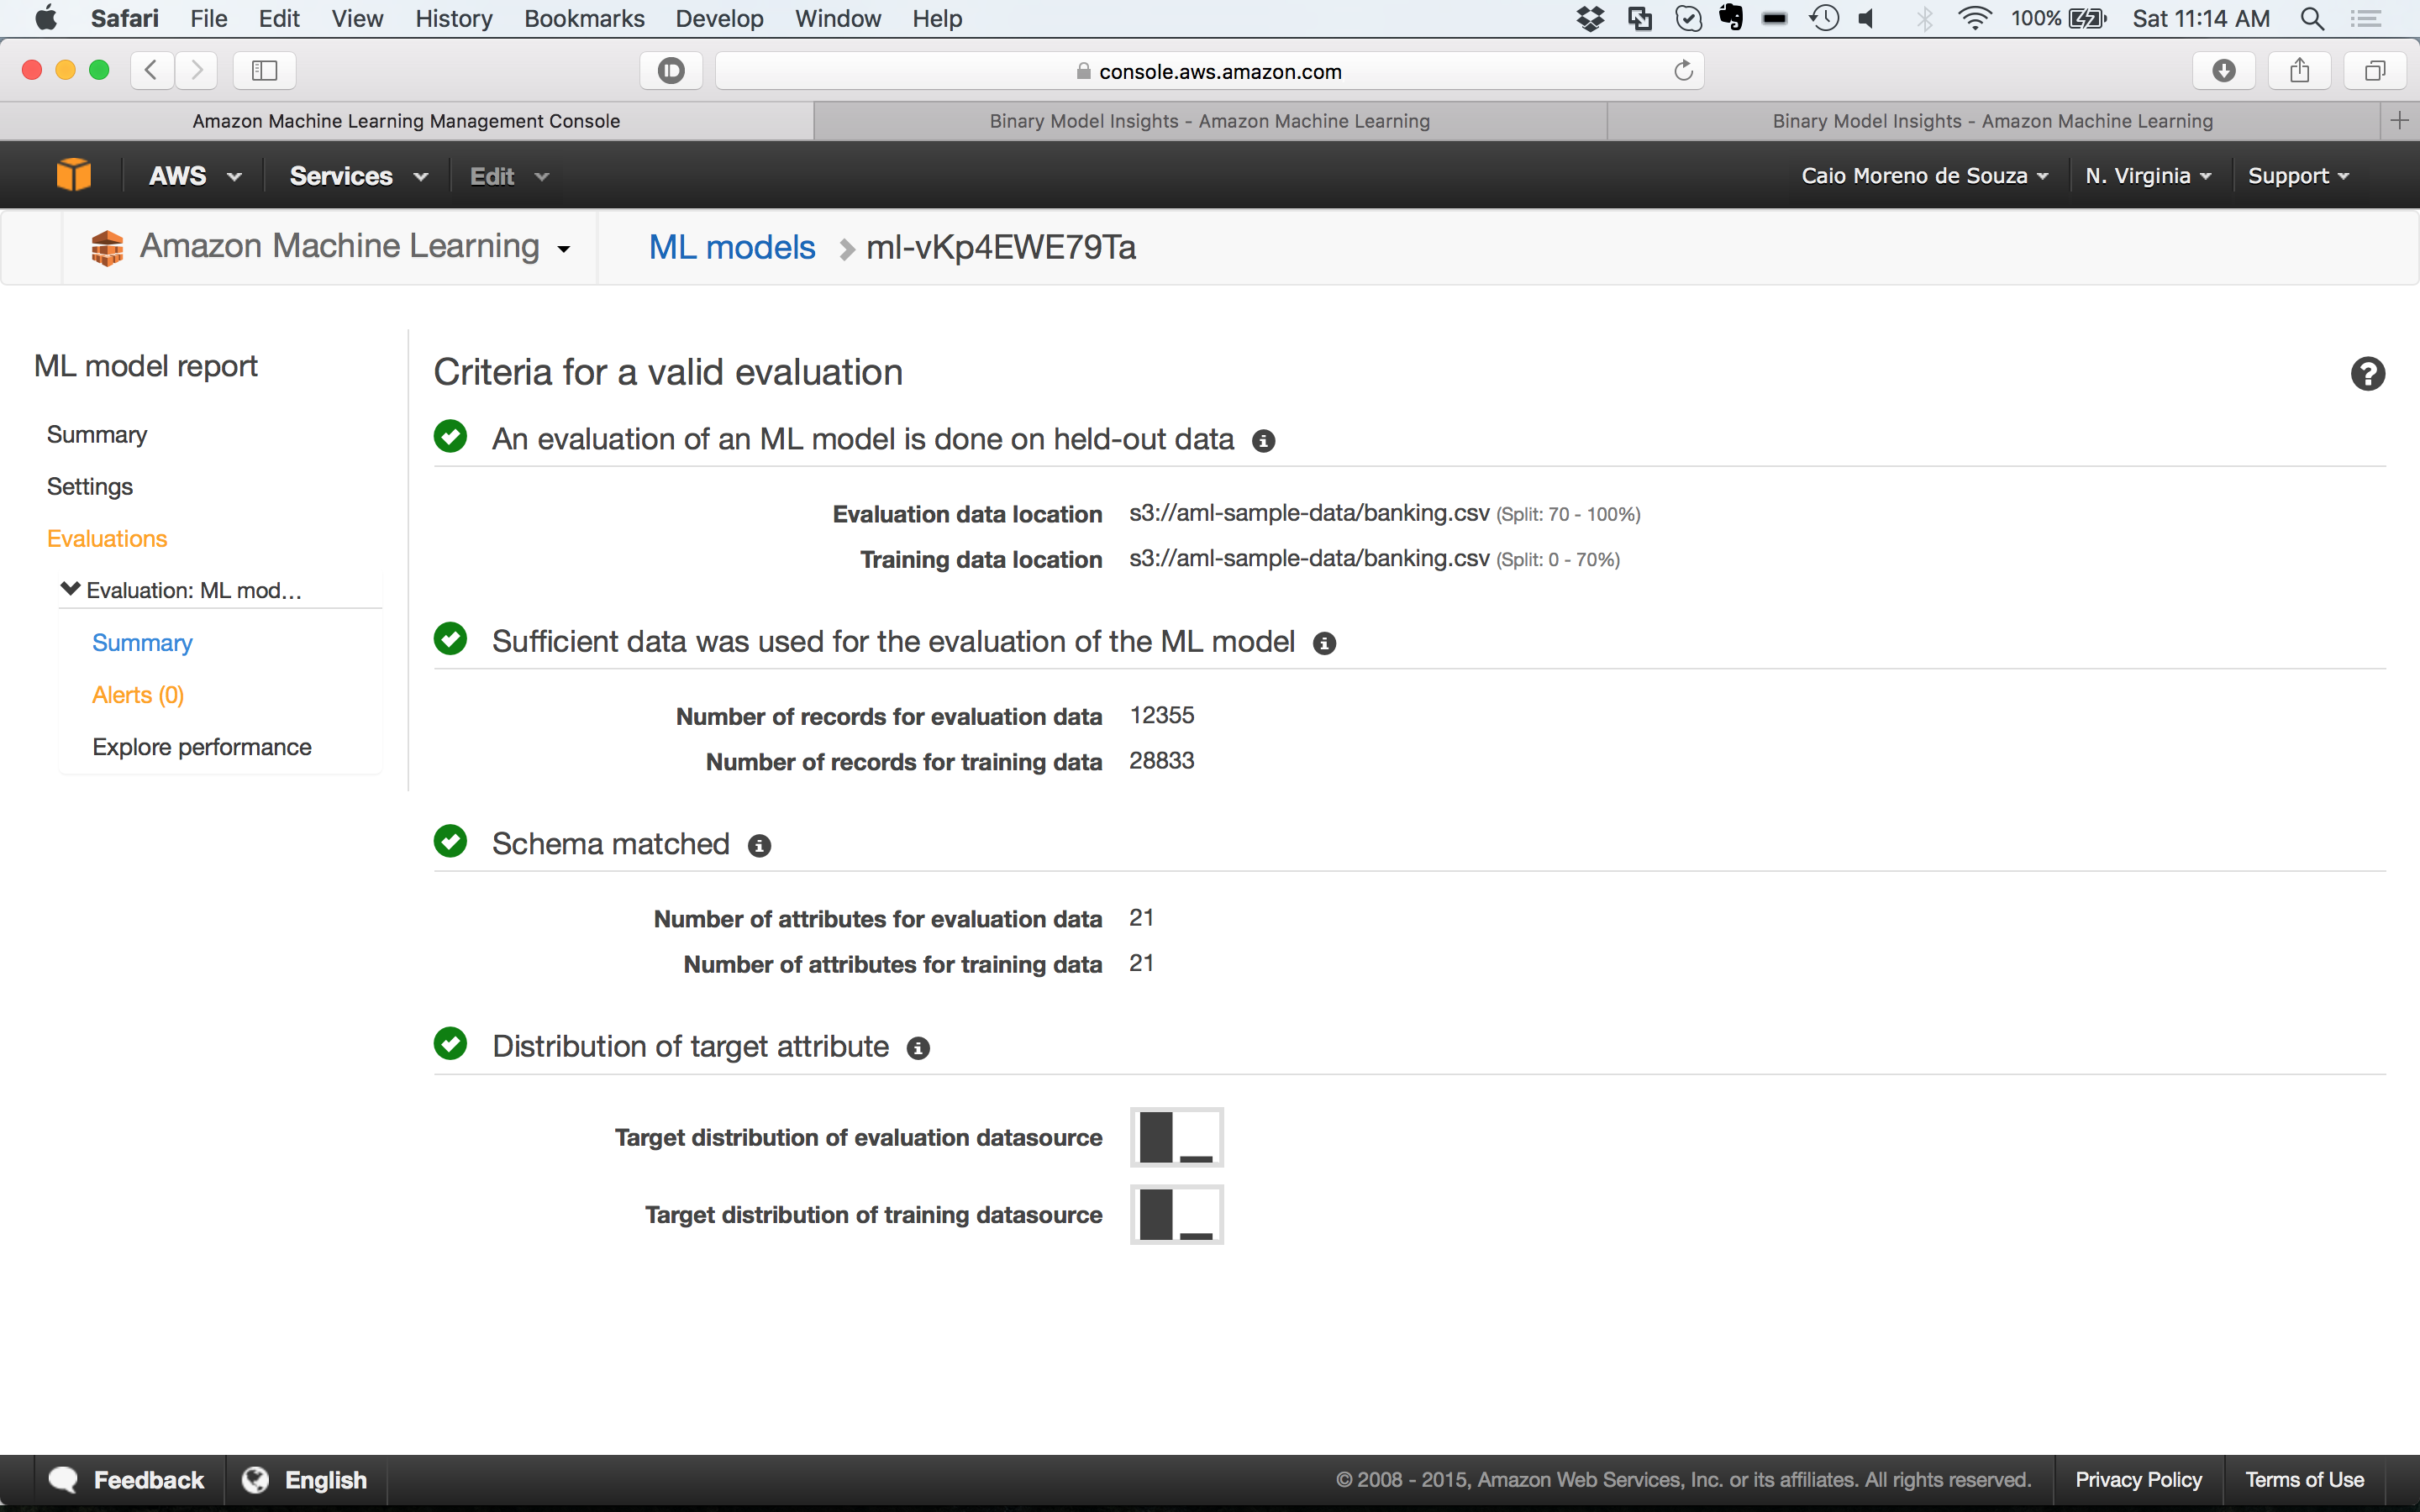 Safari File Edit View History Bookmarks Develop Window Help 100% Sat 11:14 AM
console.aws.amazon.com
Amazon Machine Learning Management Console Binary Model Insights - Amazon Machine Learning Binary Model Insights - Amazon Machine Learning
AWS Services Edit Caio Moreno de Souza N. Virginia Support
Amazon Machine Learning ML models ml-vKp4EWE79Ta
ML model report
Summary
Settings
Evaluations
Evaluation: ML mod...
Summary
Alerts (0)
Explore performance
Criteria for a valid evaluation
An evaluation of an ML model is done on held-out data
Evaluation data location s3://aml-sample-data/banking.csv (Split: 70 - 100%)
Training data location s3://aml-sample-data/banking.csv (Split: 0 - 70%)
Sufficient data was used for the evaluation of the ML model
Number of records for evaluation data 12355
Number of records for training data 28833
Schema matched
Number of attributes for evaluation data 21
Number of attributes for training data 21
Distribution of target attribute
Target distribution of evaluation datasource
Target distribution of training datasource
Feedback English © 2008 - 2015, Amazon Web Services, Inc. or its affiliates. All rights reserved. Privacy Policy Terms of Use